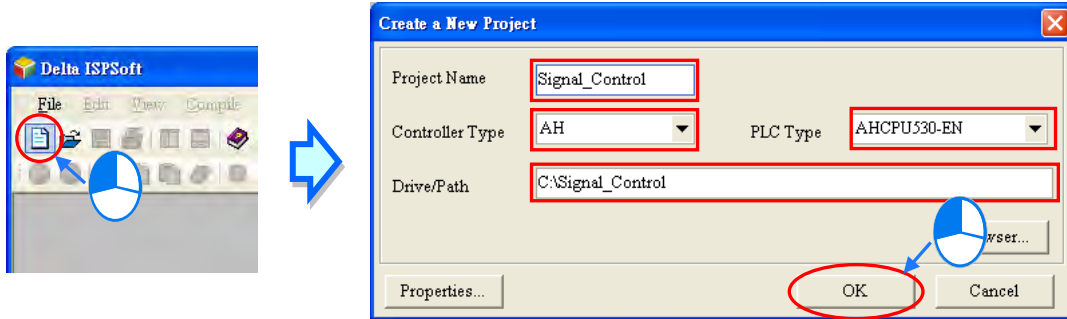 Delta ISPSoft
File Edit View Compile
Create a New Project
Project Name Signal_Control
Controller Type AH PLC Type AHCPU530-EN
Drive/Path C:\Signal_Control
wser...
Properties... OK Cancel